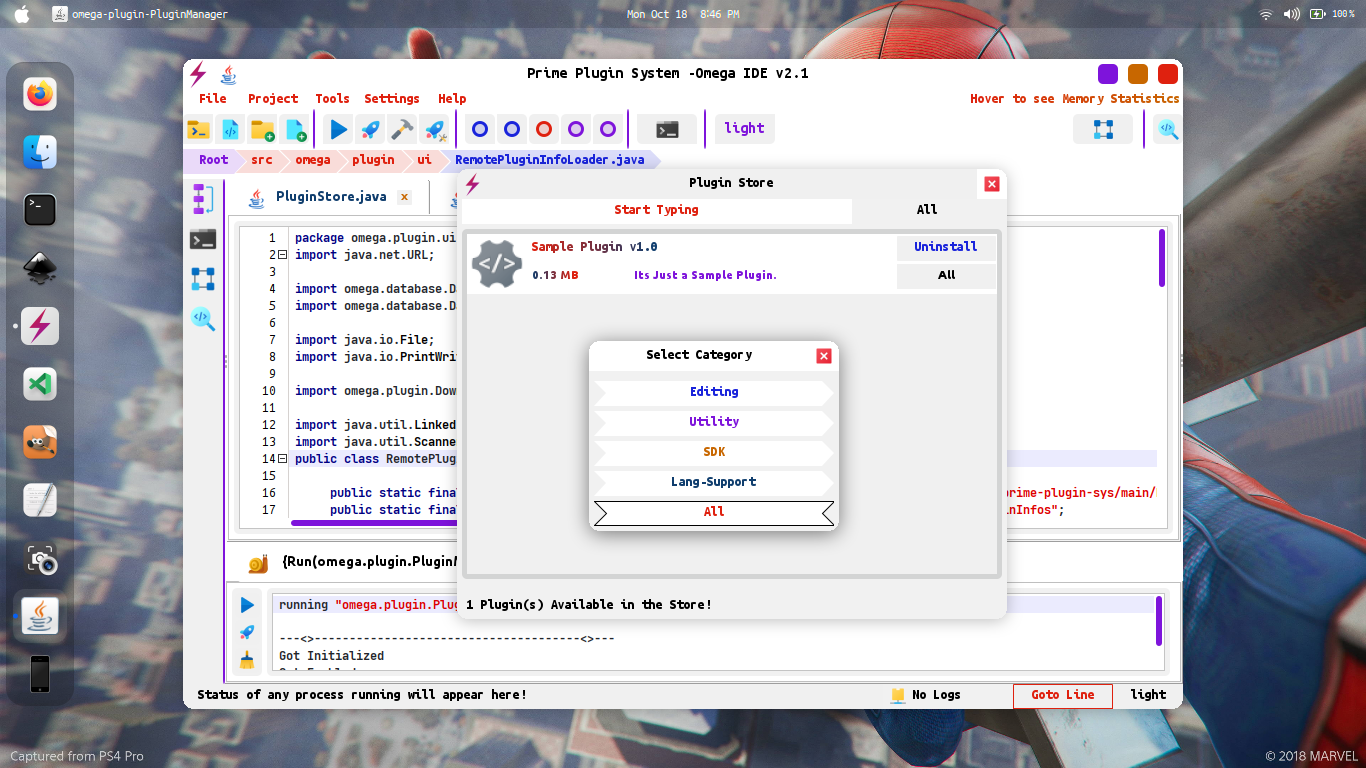 omega-plugin-PluginManager
Mon Oct 18 8:46 PM
100%
Prime Plugin System -Omega IDE v2.1
File Project Tools Settings Help
Hover to see Memory Statistics
light
Root src omega plugin ui RemotePluginInfoLoader.java
PluginStore.java x
Plugin Store
Start Typing
All
1 package omega.plugin.ui
2 import java.net.URL;
3
4 import omega.database.D
5 import omega.database.D
6
7 import java.io.File;
8 import java.io.PrintWri
9
10 import omega.plugin.Dow
11
12 import java.util.Linked
13 import java.util.Scanne
14 public class RemotePlug
15
16 public static final
17 public static final
prime-plugin-sys/main/
nInfos";
Sample Plugin v1.0
Uninstall
0.13 MB
Its Just a Sample Plugin.
All
Select Category
Editing
Utility
SDK
Lang-Support
All
1 Plugin(s) Available in the Store!
{Run(omega.plugin.PluginM
running "omega.plugin.Plug
---<>--------------------------------------<>---
Got Initialized
Status of any process running will appear here!
No Logs
Goto Line
light
Captured from PS4 Pro
© 2018 MARVEL